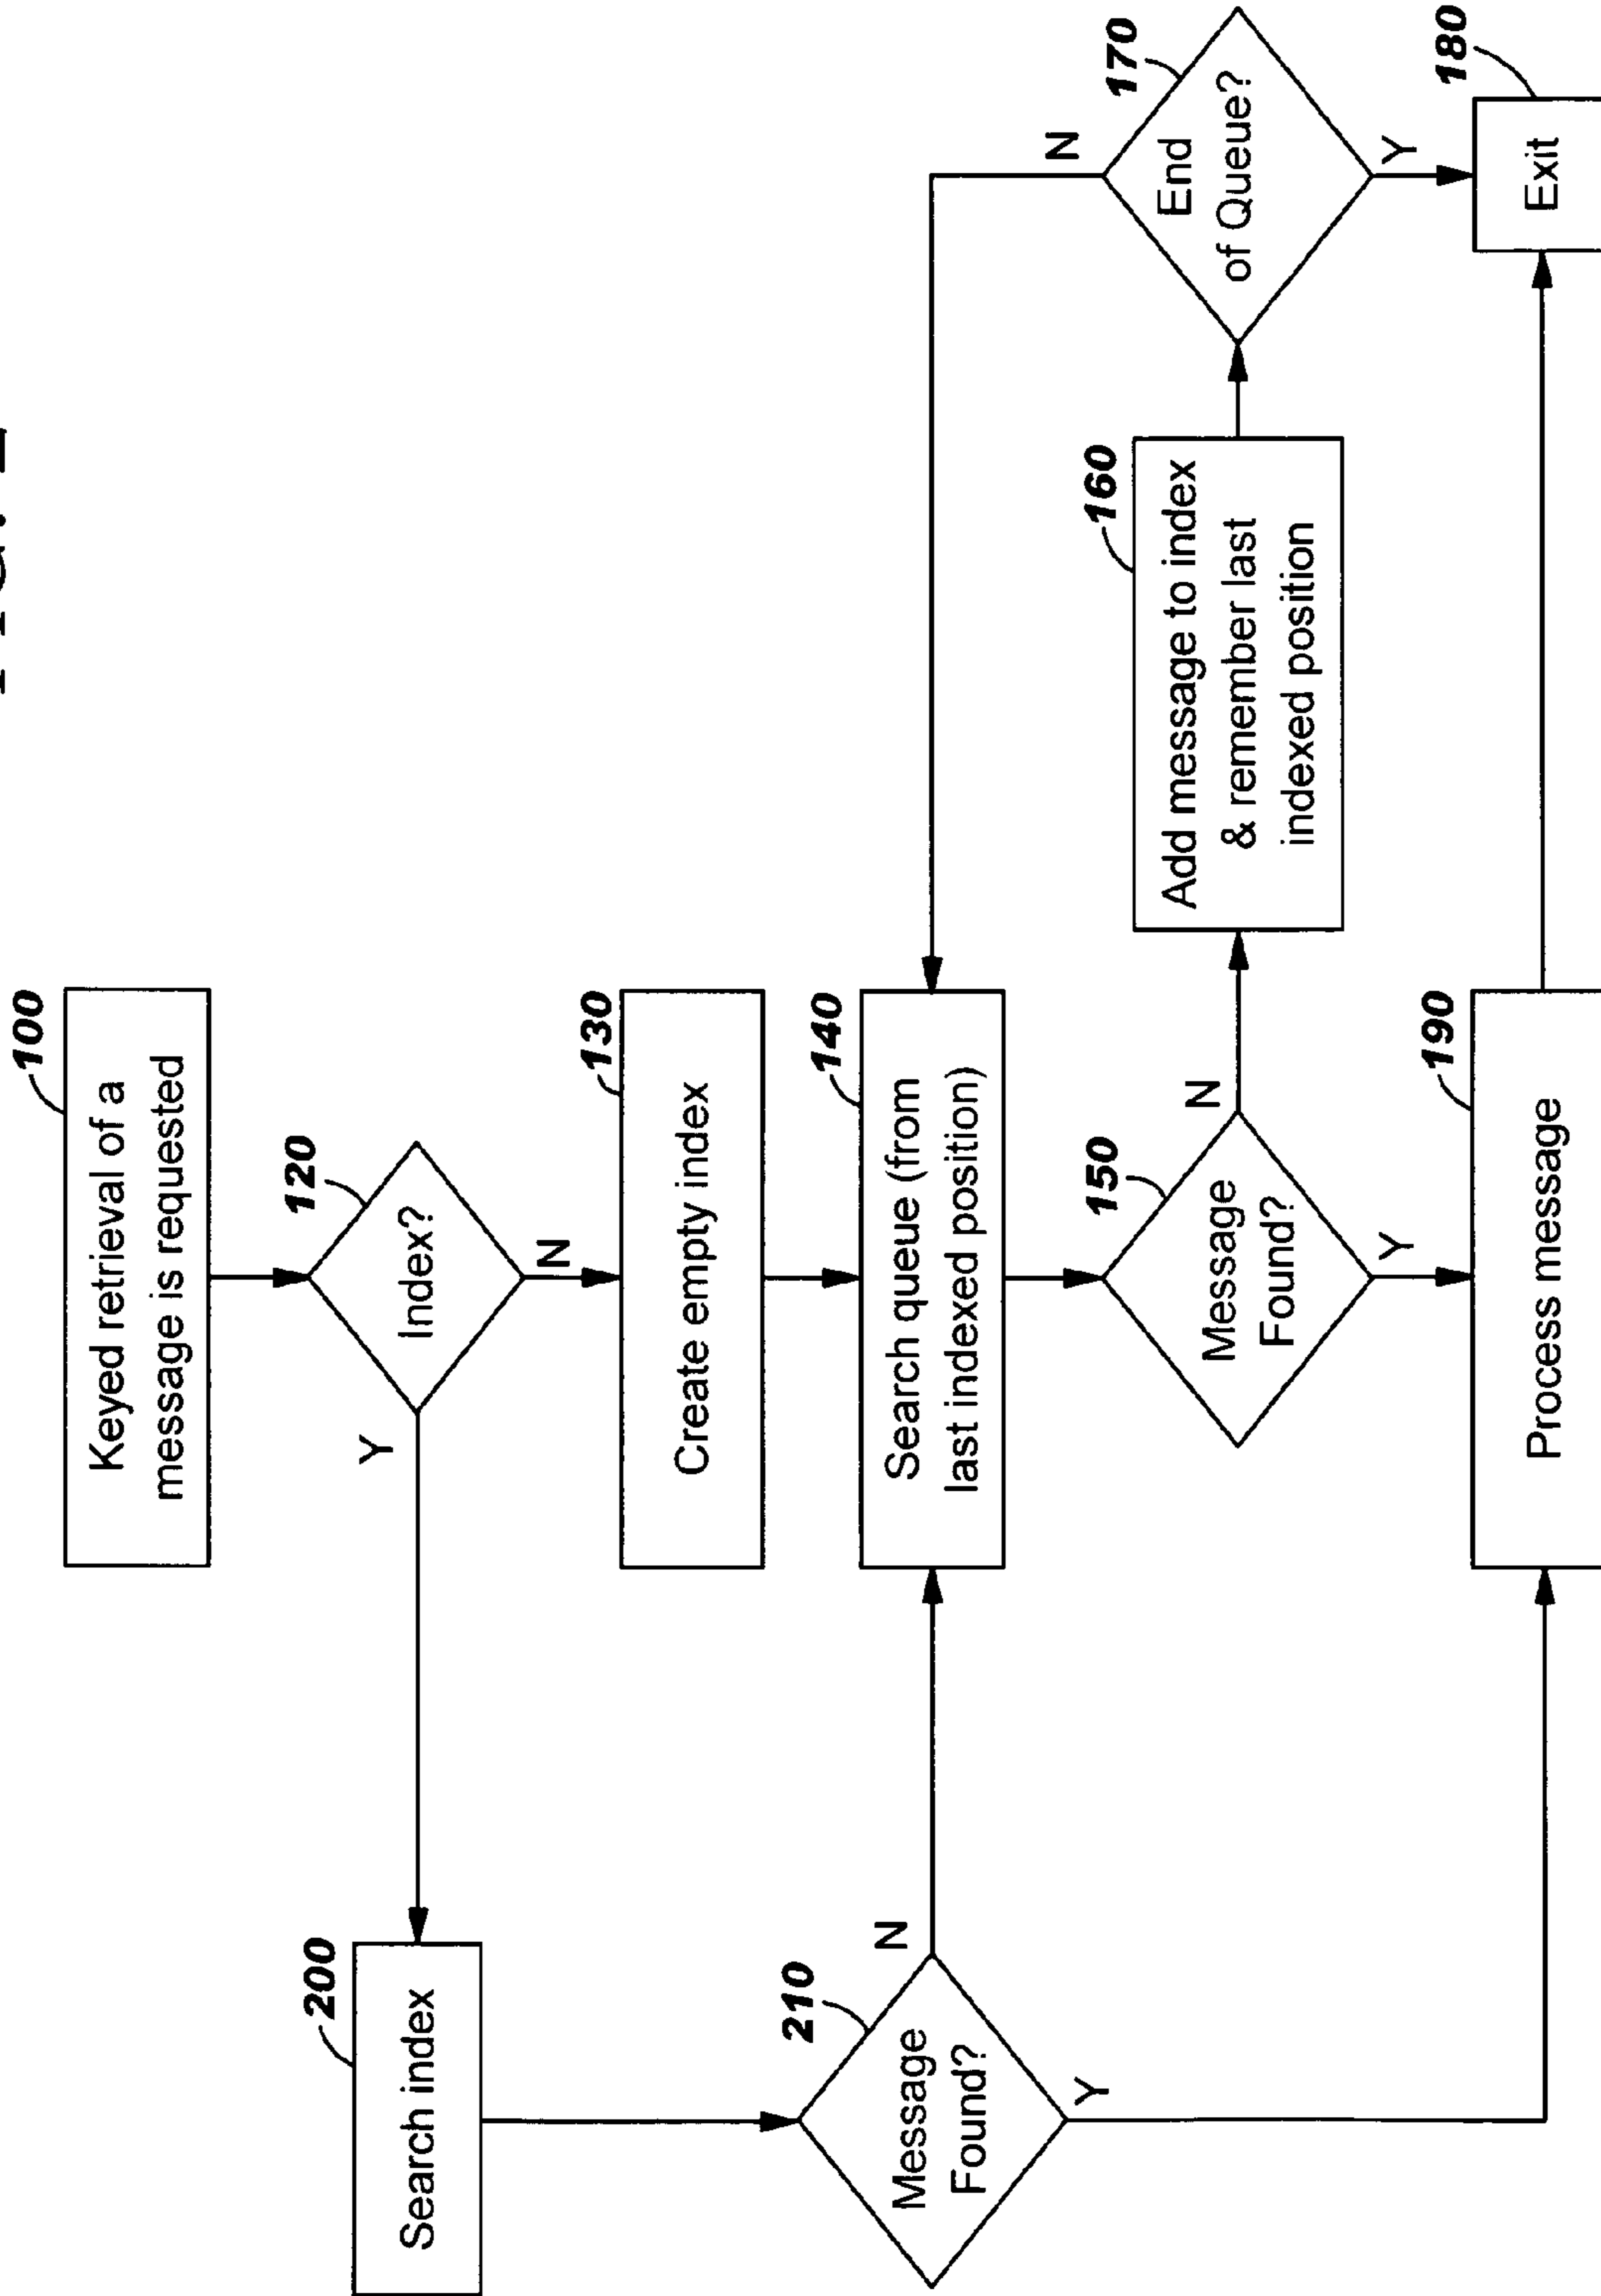 100
Keyed retrieval of a
message is requested
120
Index?
Y
N
200
Search index
130
Create empty index
210
Message
Found?
N
Y
140
Search queue (from
last indexed position)
150
Message
Found?
N
Y
160
Add message to index
& remember last
indexed position
170
End
of Queue?
N
Y
190
Process message
180
Exit